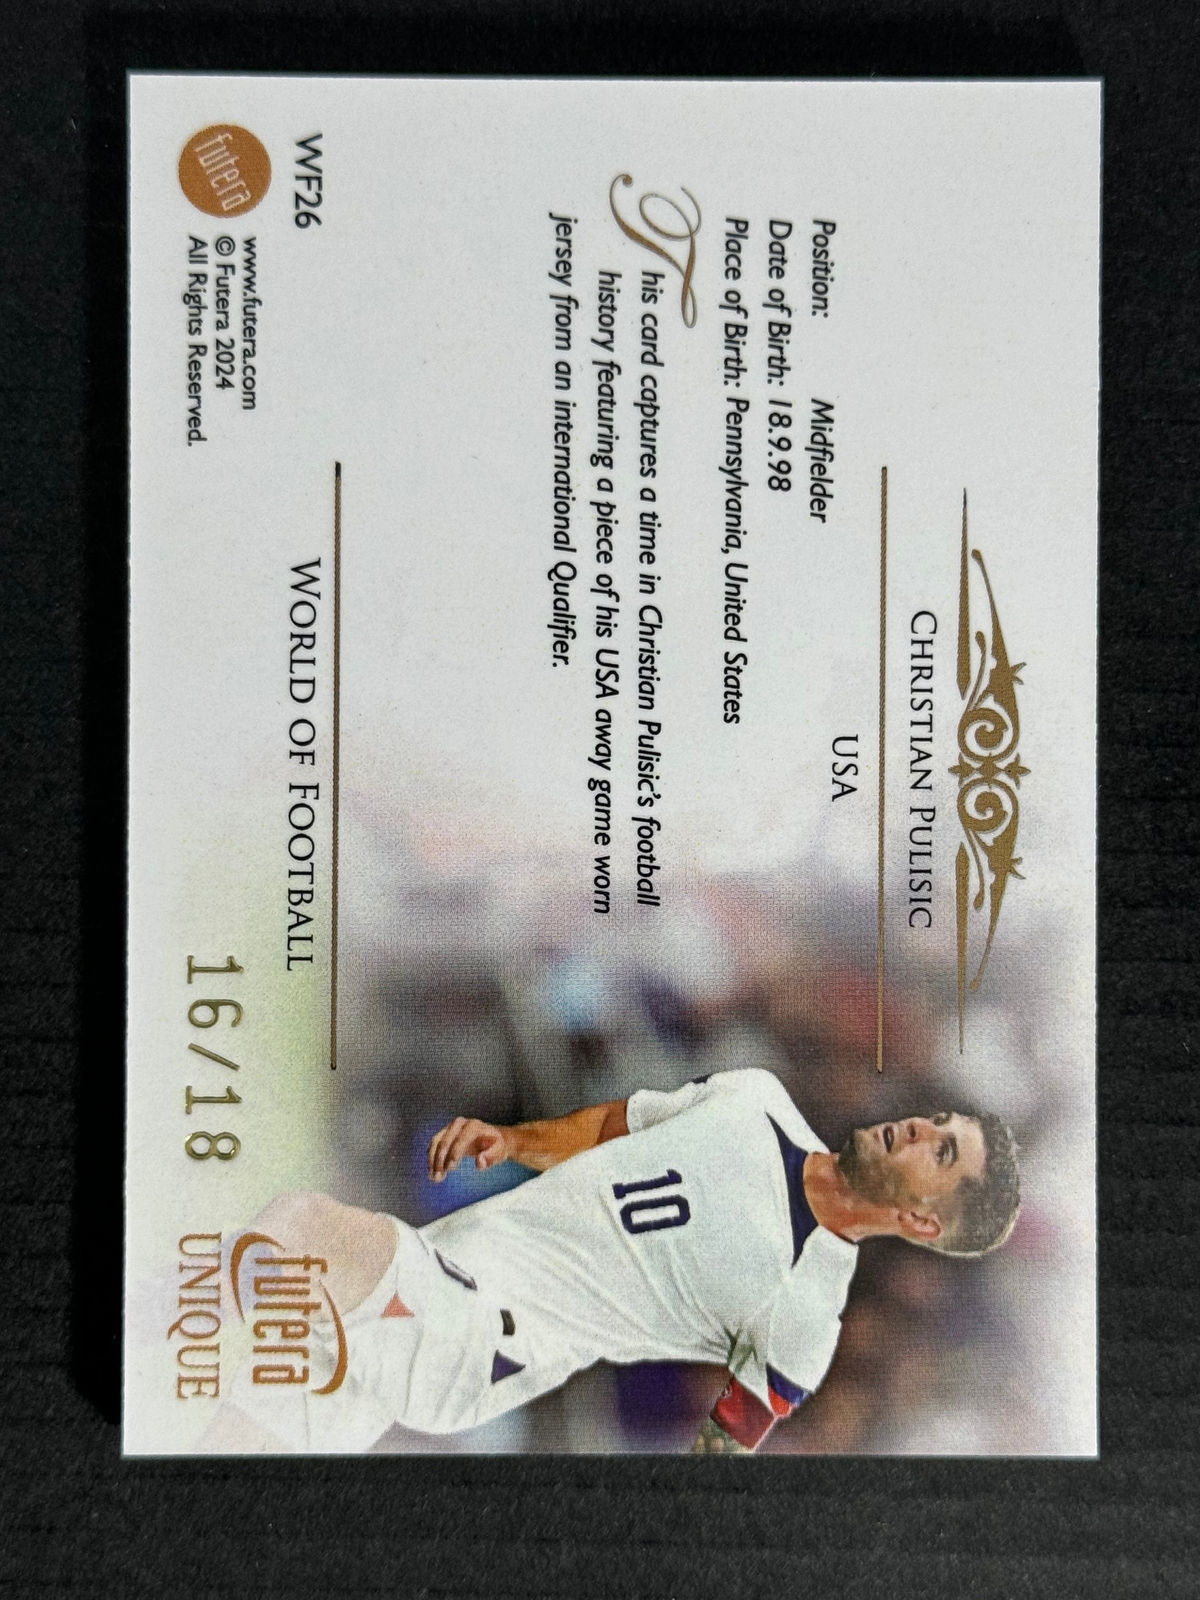 CHRISTIAN PULISIC
USA
Position: Midfielder
Date of Birth: 18.9.98
Place of Birth: Pennsylvania, United States
This card captures a time in Christian Pulisic's football
history featuring a piece of his USA away game worn
jersey from an international Qualifier.
10
WF26
WORLD OF FOOTBALL
futera
www.futera.com
© Futera 2024
All Rights Reserved.
16/18
futera
UNIQUE